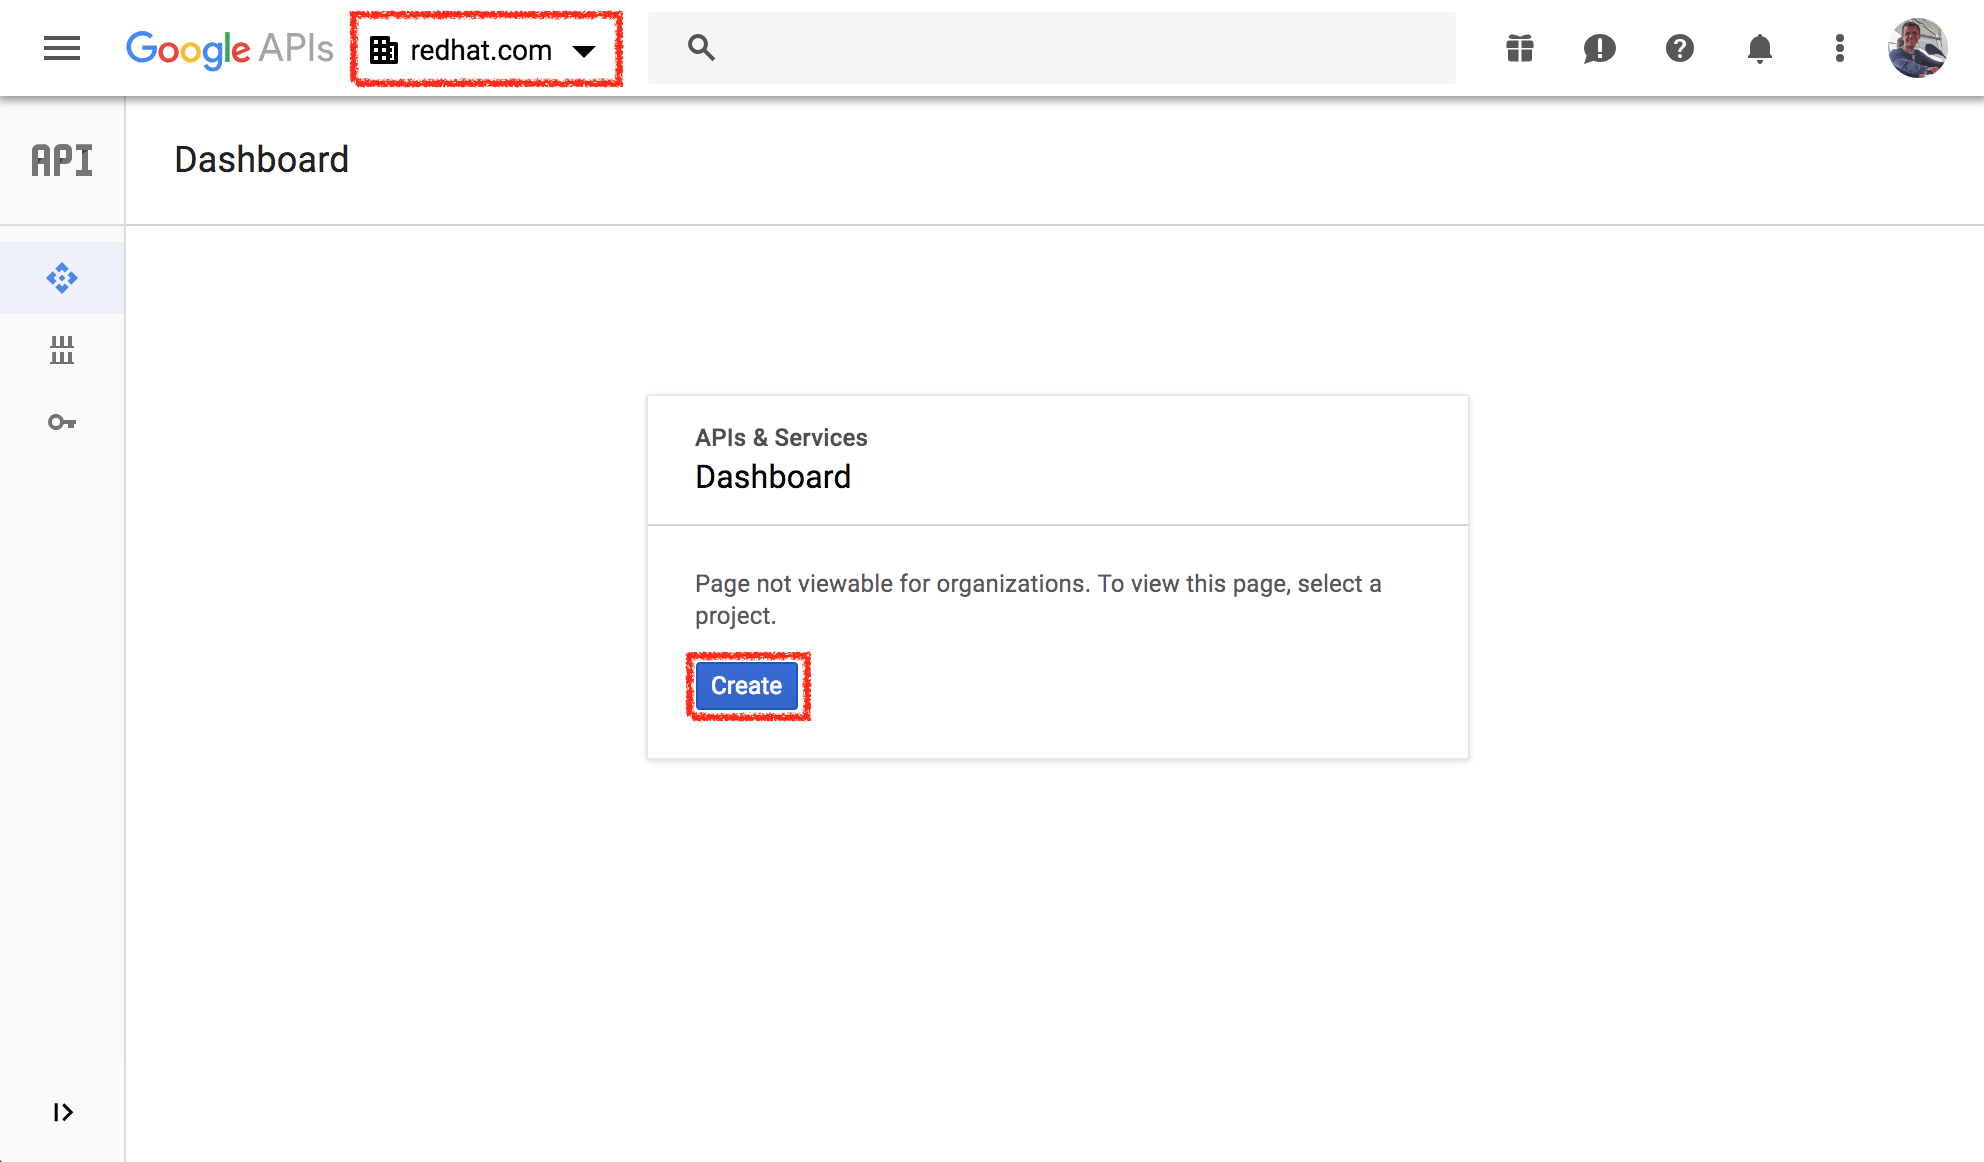 Google APIs
redhat.com
API
Dashboard
APIs & Services
Dashboard
Page not viewable for organizations. To view this page, select a
project.
Create